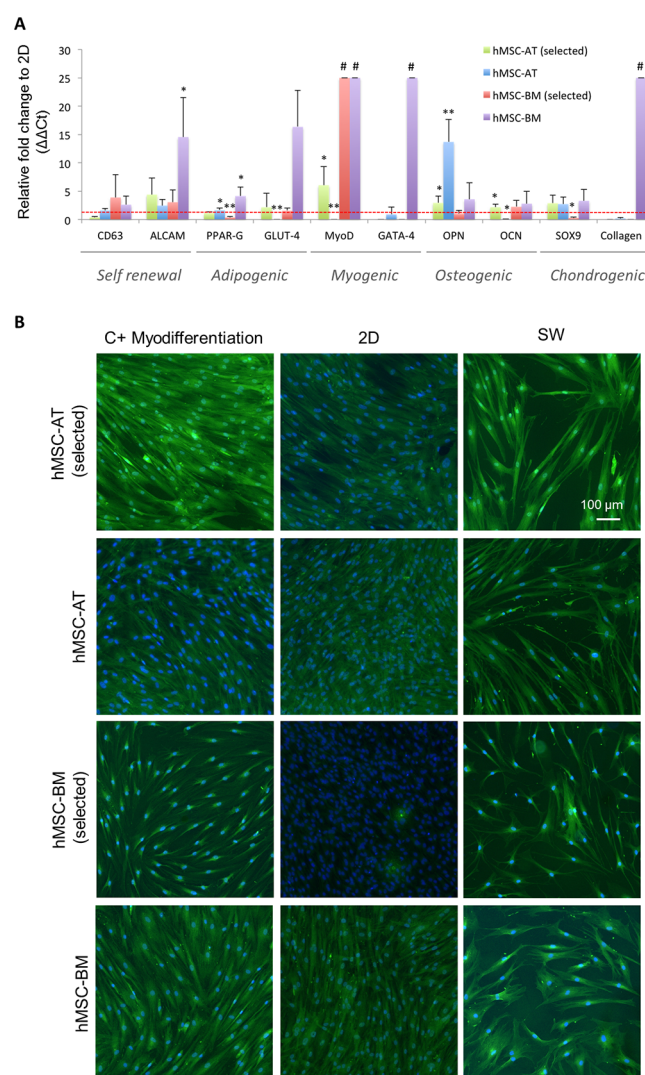 A
Relative fold change to 2D
(ΔΔCt)
30
25
20
15
10
5
0
hMSC-AT (selected)
hMSC-AT
hMSC-BM (selected)
hMSC-BM
# # # #
* * ** * ** * ** * ** * * *
CD63 ALCAM PPAR-G GLUT-4 MyoD GATA-4 OPN OCN SOX9 Collagen
Self renewal Adipogenic Myogenic Osteogenic Chondrogenic
B
C+ Myodifferentiation 2D SW
hMSC-AT
(selected)
100 µm
hMSC-AT
hMSC-BM
(selected)
hMSC-BM